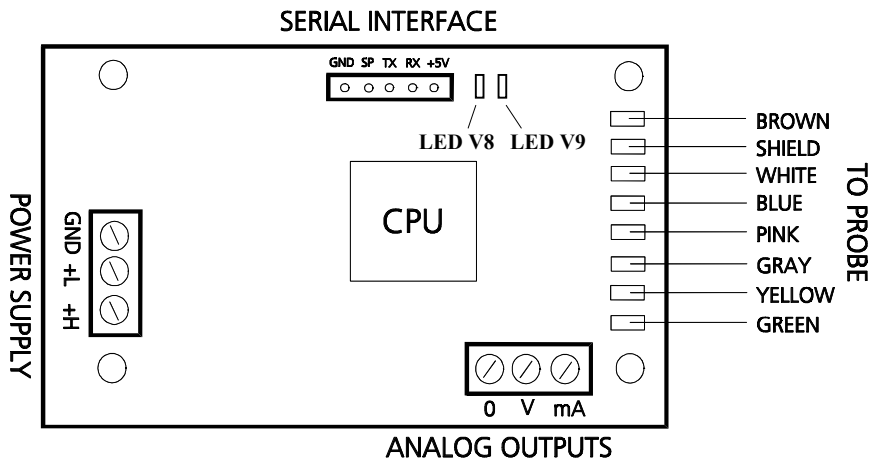 SERIAL INTERFACE
GND SP TX RX +5V
LED V8 LED V9
BROWN
SHIELD
WHITE
BLUE
PINK
GRAY
YELLOW
GREEN
TO PROBE
CPU
POWER SUPPLY
GND +L +H
0 V mA
ANALOG OUTPUTS